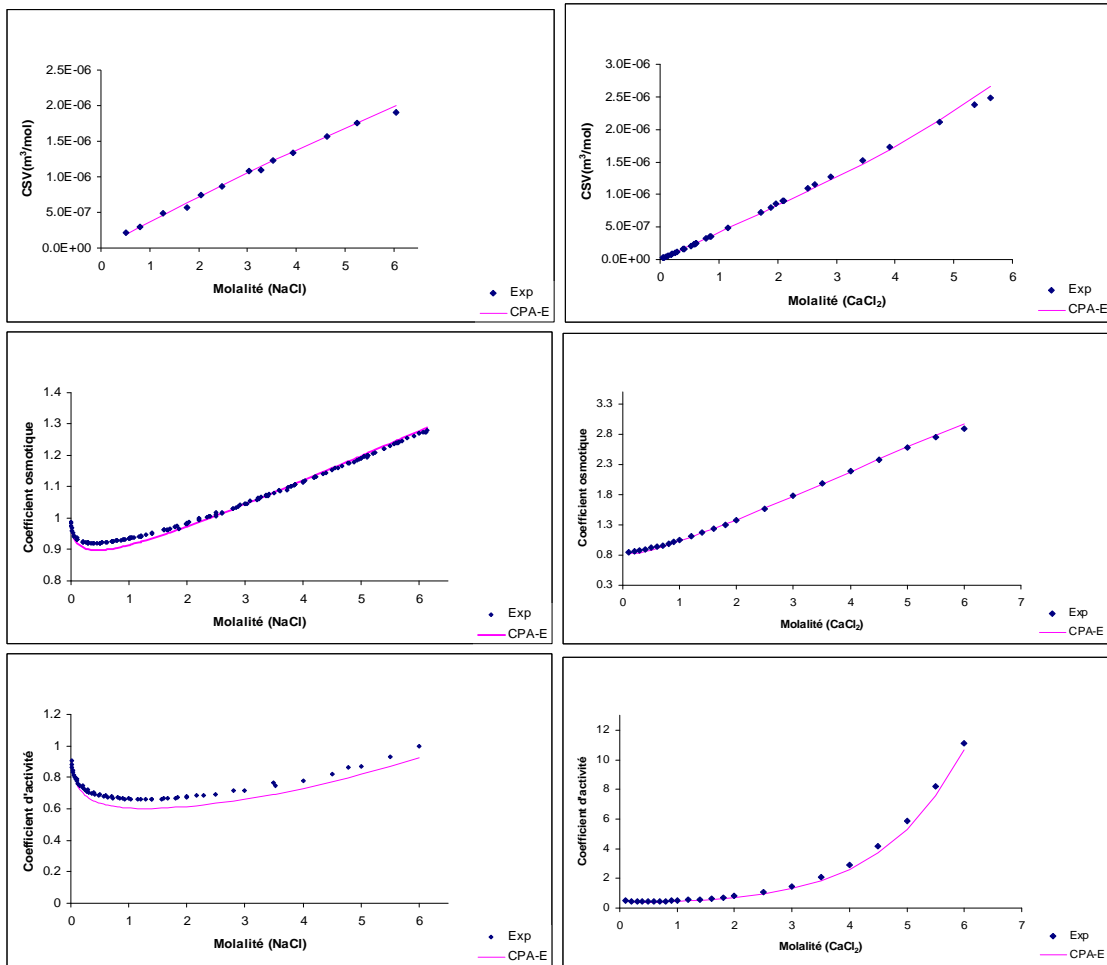 2.5E-06
2.0E-06
1.5E-06
1.0E-06
5.0E-07
0.0E+00
CSV(m³/mol)
0 1 2 3 4 5 6
Molalité (NaCl)
Exp
CPA-E
3.0E-06
2.5E-06
2.0E-06
1.5E-06
1.0E-06
5.0E-07
0.0E+00
CSV(m³/mol)
0 1 2 3 4 5 6
Molalité (CaCl₂)
Exp
CPA-E
1.4
1.3
1.2
1.1
1
0.9
0.8
Coefficient osmotique
0 1 2 3 4 5 6
Molalité (NaCl)
Exp
CPA-E
3.3
2.8
2.3
1.8
1.3
0.8
0.3
Coefficient osmotique
0 1 2 3 4 5 6 7
Molalité (CaCl₂)
Exp
CPA-E
1.2
1
0.8
0.6
0.4
0.2
0
Coefficient d'activité
0 1 2 3 4 5 6
Molalité (NaCl)
Exp
CPA-E
12
10
8
6
4
2
0
Coefficient d'activité
0 1 2 3 4 5 6 7
Molalité (CaCl₂)
Exp
CPA-E